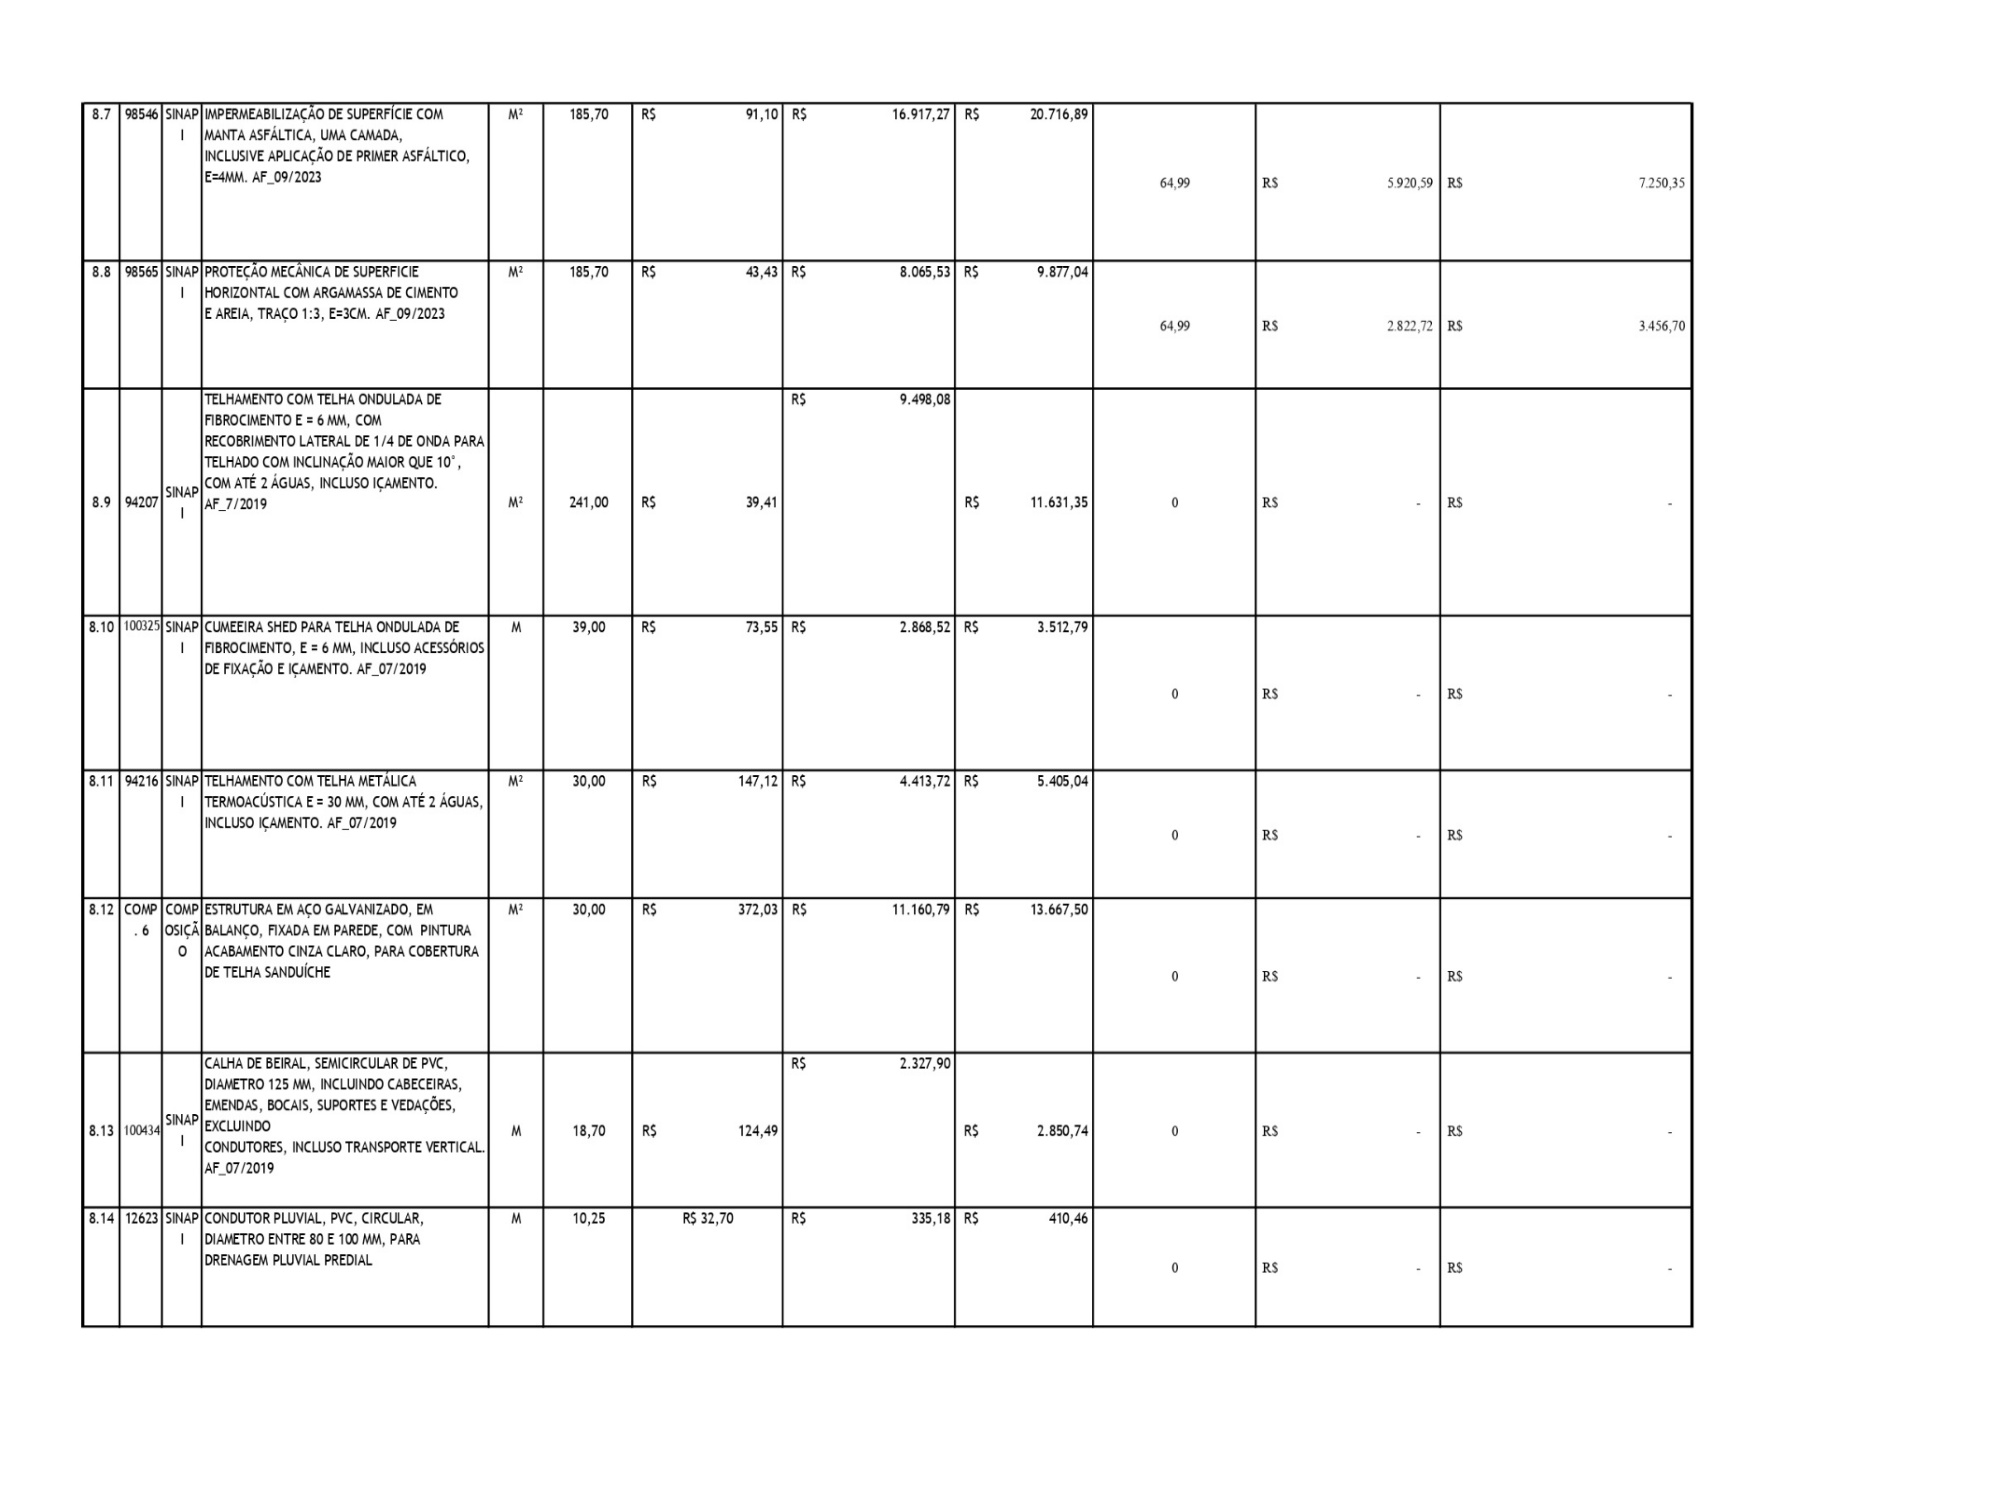 8.7 98546 SINAP IMPERMEABILIZAÇÃO DE SUPERFÍCIE COM M² 185,70 R$ 91,10 R$ 16.917,27 R$ 20.716,89
I MANTA ASFÁLTICA, UMA CAMADA,
INCLUSIVE APLICAÇÃO DE PRIMER ASFÁLTICO,
E=4MM. AF_09/2023
64,99 R$ 5.920,59 R$ 7.250,35
8.8 98565 SINAP PROTEÇÃO MECÂNICA DE SUPERFICIE M² 185,70 R$ 43,43 R$ 8.065,53 R$ 9.877,04
I HORIZONTAL COM ARGAMASSA DE CIMENTO
E AREIA, TRAÇO 1:3, E=3CM. AF_09/2023
64,99 R$ 2.822,72 R$ 3.456,70
TELHAMENTO COM TELHA ONDULADA DE R$ 9.498,08
FIBROCIMENTO E = 6 MM, COM
RECOBRIMENTO LATERAL DE 1/4 DE ONDA PARA
TELHADO COM INCLINAÇÃO MAIOR QUE 10°,
COM ATÉ 2 ÁGUAS, INCLUSO IÇAMENTO.
8.9 94207 SINAP AF_7/2019 M² 241,00 R$ 39,41 R$ 11.631,35 0 R$ - R$ -
I
8.10 100325 SINAP CUMEEIRA SHED PARA TELHA ONDULADA DE M 39,00 R$ 73,55 R$ 2.868,52 R$ 3.512,79
I FIBROCIMENTO, E = 6 MM, INCLUSO ACESSÓRIOS
DE FIXAÇÃO E IÇAMENTO. AF_07/2019
0 R$ - R$ -
8.11 94216 SINAP TELHAMENTO COM TELHA METÁLICA M² 30,00 R$ 147,12 R$ 4.413,72 R$ 5.405,04
I TERMOACÚSTICA E = 30 MM, COM ATÉ 2 ÁGUAS,
INCLUSO IÇAMENTO. AF_07/2019
0 R$ - R$ -
8.12 COMP COMP ESTRUTURA EM AÇO GALVANIZADO, EM M² 30,00 R$ 372,03 R$ 11.160,79 R$ 13.667,50
. 6 OSIÇÃ BALANÇO, FIXADA EM PAREDE, COM PINTURA
O ACABAMENTO CINZA CLARO, PARA COBERTURA
DE TELHA SANDUÍCHE
0 R$ - R$ -
CALHA DE BEIRAL, SEMICIRCULAR DE PVC, R$ 2.327,90
DIAMETRO 125 MM, INCLUINDO CABECEIRAS,
EMENDAS, BOCAIS, SUPORTES E VEDAÇÕES,
8.13 100434 SINAP EXCLUINDO M 18,70 R$ 124,49 R$ 2.850,74 0 R$ - R$ -
I CONDUTORES, INCLUSO TRANSPORTE VERTICAL.
AF_07/2019
8.14 12623 SINAP CONDUTOR PLUVIAL, PVC, CIRCULAR, M 10,25 R$ 32,70 R$ 335,18 R$ 410,46
I DIAMETRO ENTRE 80 E 100 MM, PARA
DRENAGEM PLUVIAL PREDIAL
0 R$ - R$ -